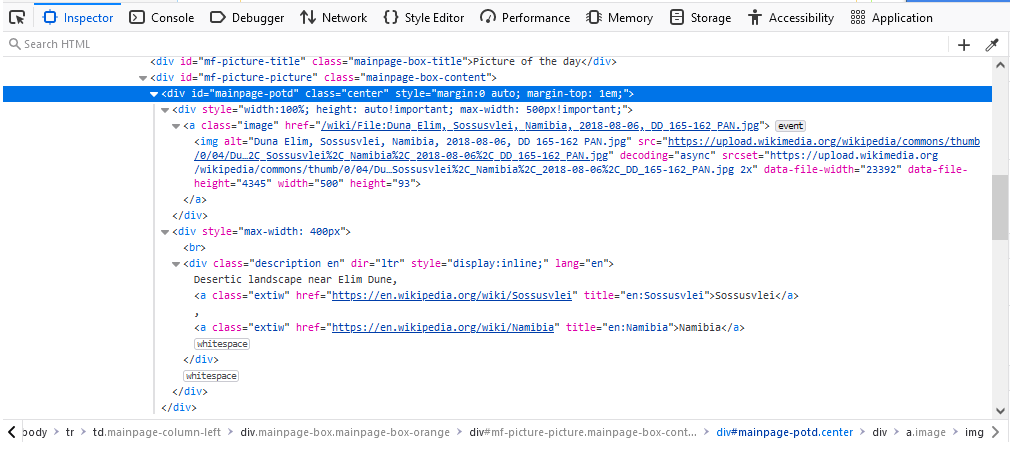 Inspector Console Debugger Network Style Editor Performance Memory Storage Accessibility Application
Search HTML
<div id="mf-picture-title" class="mainpage-box-title">Picture of the day</div>
<div id="mf-picture-picture" class="mainpage-box-content">
<div id="mainpage-potd" class="center" style="margin:0 auto; margin-top: 1em;">
<div style="width:100%; height: auto!important; max-width: 500px!important;">
<a class="image" href="/wiki/File:Duna_Elim,_Sossusvlei,_Namibia,_2018-08-06,_DD_165-162_PAN.jpg"> event
<img alt="Duna Elim, Sossusvlei, Namibia, 2018-08-06, DD 165-162 PAN.jpg" src="https://upload.wikimedia.org/wikipedia/commons/thumb
/0/04/Du…2C_Sossusvlei%2C_Namibia%2C_2018-08-06%2C_DD_165-162_PAN.jpg" decoding="async" srcset="https://upload.wikimedia.org
/wikipedia/commons/thumb/0/04/Du…Sossusvlei%2C_Namibia%2C_2018-08-06%2C_DD_165-162_PAN.jpg 2x" data-file-width="23392" data-file-
height="4345" width="500" height="93">
</a>
</div>
<div style="max-width: 400px">
<br>
<div class="description en" dir="ltr" style="display:inline;" lang="en">
Desertic landscape near Elim Dune,
<a class="extiw" href="https://en.wikipedia.org/wiki/Sossusvlei" title="en:Sossusvlei">Sossusvlei</a>
,
<a class="extiw" href="https://en.wikipedia.org/wiki/Namibia" title="en:Namibia">Namibia</a>
whitespace
</div>
whitespace
</div>
</div>
body > tr > td.mainpage-column-left > div.mainpage-box.mainpage-box-orange > div#mf-picture-picture.mainpage-box-cont… > div#mainpage-potd.center > div > a.image > img